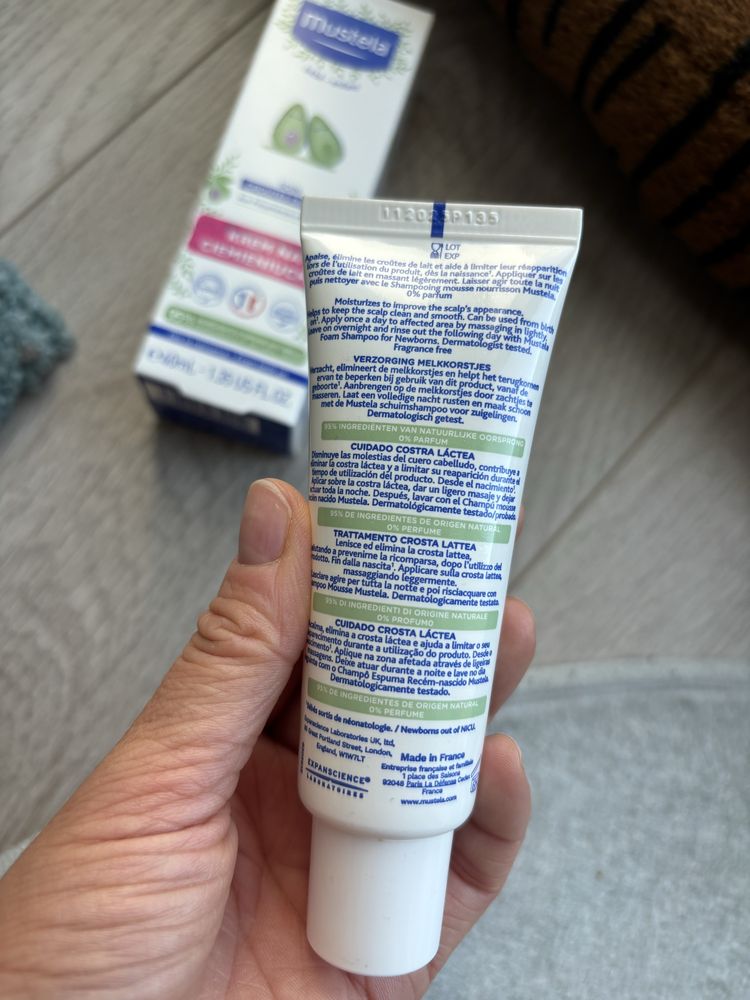 Mustela
112025P135
LOT
EXP
Apaise, élimine les croûtes de lait et aide à limiter leur réapparition
lors de l'utilisation du produit, dès la naissance¹. Appliquer sur les
croûtes de lait en massant légèrement. Laisser agir toute la nuit
puis nettoyer avec le Shampooing mousse nourrisson Mustela.
0% parfum
Moisturizes to improve the scalp's appearance,
helps to keep the scalp clean and smooth. Can be used from birth
on¹. Apply once a day to affected area by massaging in lightly,
leave on overnight and rinse out the following day with Mustela
Foam Shampoo for Newborns. Dermatologist tested.
Fragrance free
VERZORGING MELKKORSTJES
Verzacht, elimineert de melkkorstjes en helpt het terugkomen
ervan te beperken bij gebruik van dit product, vanaf de
geboorte¹. Aanbrengen op de melkkorstjes door zachtjes te
masseren. Laat een volledige nacht rusten en maak schoon
met de Mustela schuimshampoo voor zuigelingen.
Dermatologisch getest.
95% INGREDIËNTEN VAN NATUURLIJKE OORSPRONG
0% PARFUM
CUIDADO COSTRA LÁCTEA
Disminuye las molestias del cuero cabelludo, contribuye a
eliminar la costra láctea y a limitar su reaparición durante el
tiempo de utilización del producto. Desde el nacimiento¹.
Aplicar sobre la costra láctea, dar un ligero masaje y dejar
actuar toda la noche. Después, lavar con el Champú mousse
recién nacido Mustela. Dermatológicamente testado/probado.
95% DE INGREDIENTES DE ORIGEN NATURAL
0% PERFUME
TRATTAMENTO CROSTA LATTEA
Lenisce ed elimina la crosta lattea,
aiutando a prevenirne la ricomparsa, dopo l'utilizzo del
prodotto. Fin dalla nascita¹. Applicare sulla crosta lattea,
massaggiando leggermente.
Lasciare agire per tutta la notte e poi risciacquare con
Shampoo Mousse Mustela. Dermatologicamente testato.
95% DI INGREDIENTI DI ORIGINE NATURALE
0% PROFUMO
CUIDADO CROSTA LÁCTEA
Acalma, elimina a crosta láctea e ajuda a limitar o seu
reaparecimento durante a utilização do produto. Desde o
nascimento¹. Aplique na zona afetada através de ligeiras
massagens. Deixe atuar durante a noite e lave no dia
seguinte com o Champô Espuma Recém-nascido Mustela.
Dermatologicamente testado.
95% DE INGREDIENTES DE ORIGEM NATURAL
0% PERFUME
¹Bébés sortis de néonatologie. / Newborns out of NICU.
Expanscience Laboratories UK, ltd,
Great Portland Street, London,
England, W1W7LT
EXPANSCIENCE®
LABORATOIRES
Made in France
Entreprise française et familiale
1 place des Saisons
92048 Paris La Défense Cedex
France
www.mustela.com